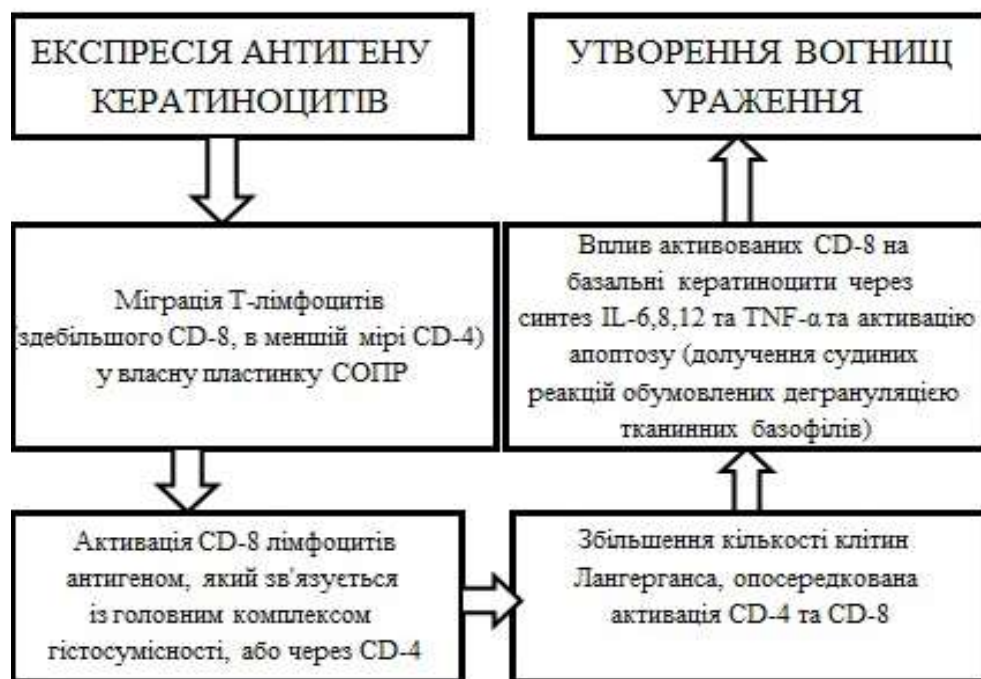 ЕКСПРЕСІЯ АНТИГЕНУ
КЕРАТИНОЦИТІВ
Міграція Т-лімфоцитів
(здебільшого CD-8, в меншій мірі CD-4)
у власну пластинку СОПР
Активація CD-8 лімфоцитів
антигеном, який зв'язується
із головним комплексом
гістосумісності, або через CD-4
Збільшення кількості клітин
Лангерганса, опосередкована
активація CD-4 та CD-8
Вплив активованих CD-8 на
базальні кератиноцити через
синтез IL-6,8,12 та TNF-α та активацію
апоптозу (долучення судиних
реакцій обумовлених дегрануляцією
тканинних базофілів)
УТВОРЕННЯ ВОГНИЩ
УРАЖЕННЯ